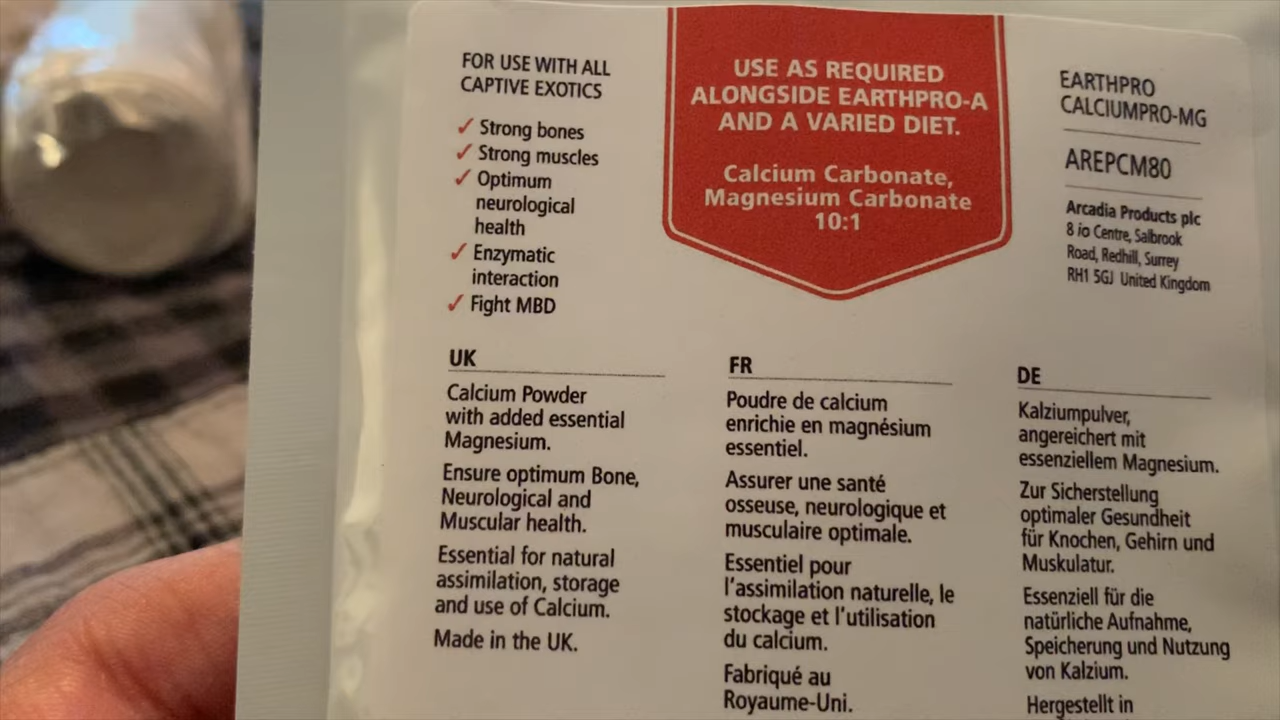 FOR USE WITH ALL
CAPTIVE EXOTICS
✓ Strong bones
✓ Strong muscles
✓ Optimum
neurological
health
✓ Enzymatic
interaction
✓ Fight MBD
USE AS REQUIRED
ALONGSIDE EARTHPRO-A
AND A VARIED DIET.
Calcium Carbonate,
Magnesium Carbonate
10:1
EARTHPRO
CALCIUMPRO-MG
AREPCM80
Arcadia Products plc
8 io Centre, Salbrook
Road, Redhill, Surrey
RH1 5GJ United Kingdom
UK
Calcium Powder
with added essential
Magnesium.
Ensure optimum Bone,
Neurological and
Muscular health.
Essential for natural
assimilation, storage
and use of Calcium.
Made in the UK.
FR
Poudre de calcium
enrichie en magnésium
essentiel.
Assurer une santé
osseuse, neurologique et
musculaire optimale.
Essentiel pour
l'assimilation naturelle, le
stockage et l'utilisation
du calcium.
Fabriqué au
Royaume-Uni.
DE
Kalziumpulver,
angereichert mit
essenziellem Magnesium.
Zur Sicherstellung
optimaler Gesundheit
für Knochen, Gehirn und
Muskulatur.
Essenziell für die
natürliche Aufnahme,
Speicherung und Nutzung
von Kalzium.
Hergestellt in